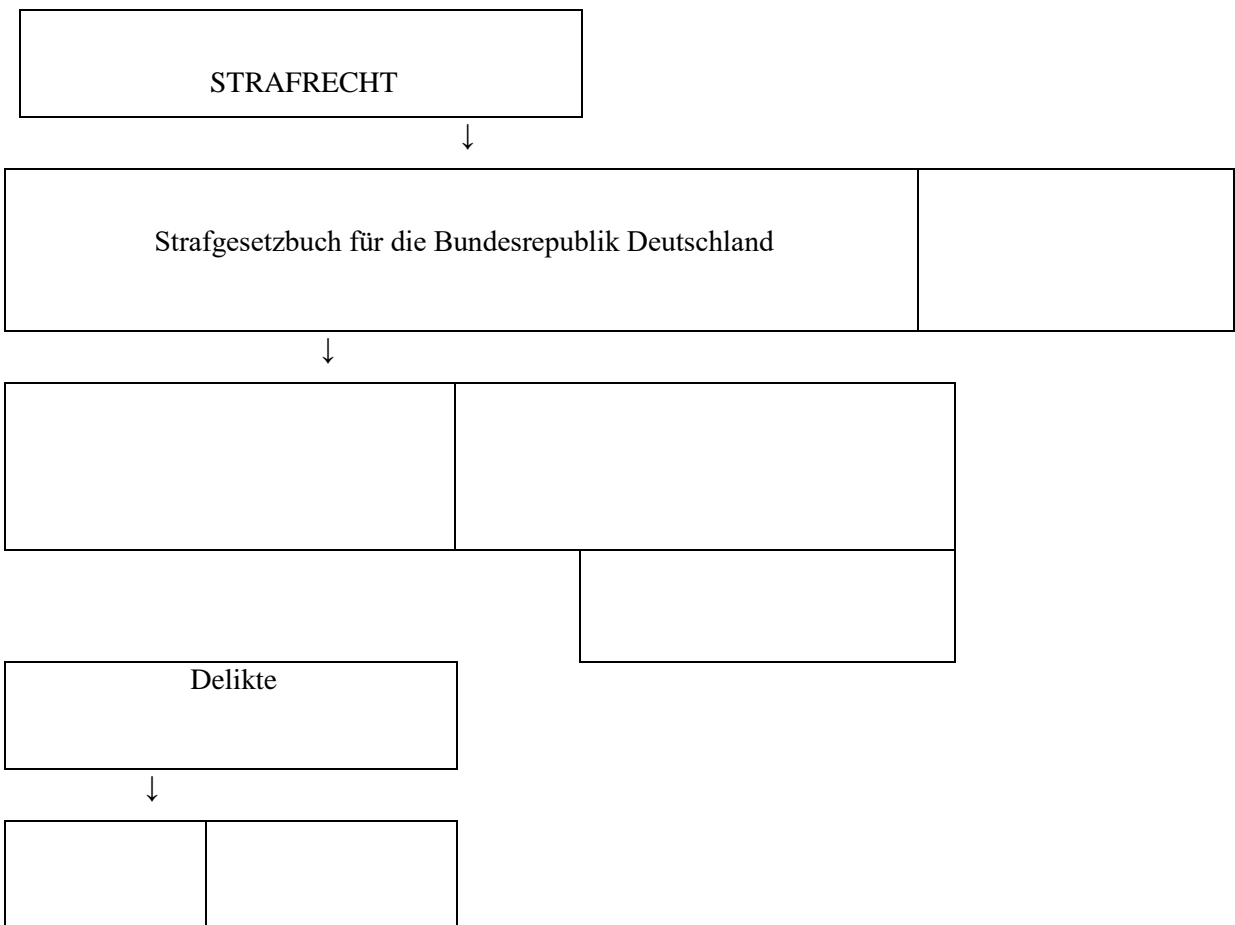 STRAFRECHT
↓
Strafgesetzbuch für die Bundesrepublik Deutschland
↓
Delikte
↓